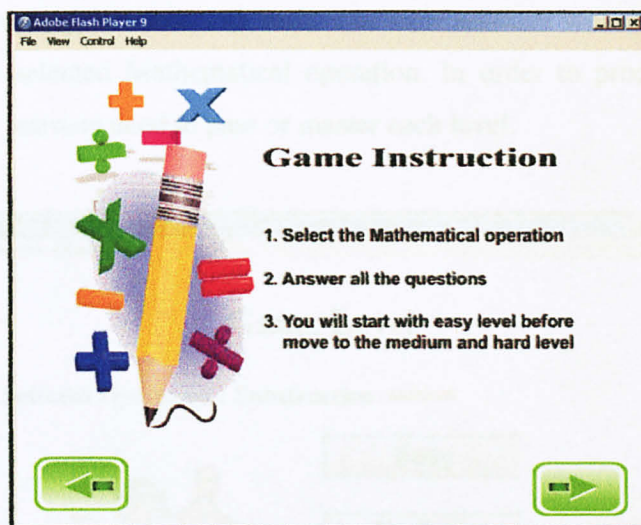 Adobe Flash Player 9
File View Control Help
Game Instruction
1. Select the Mathematical operation
2. Answer all the questions
3. You will start with easy level before
move to the medium and hard level